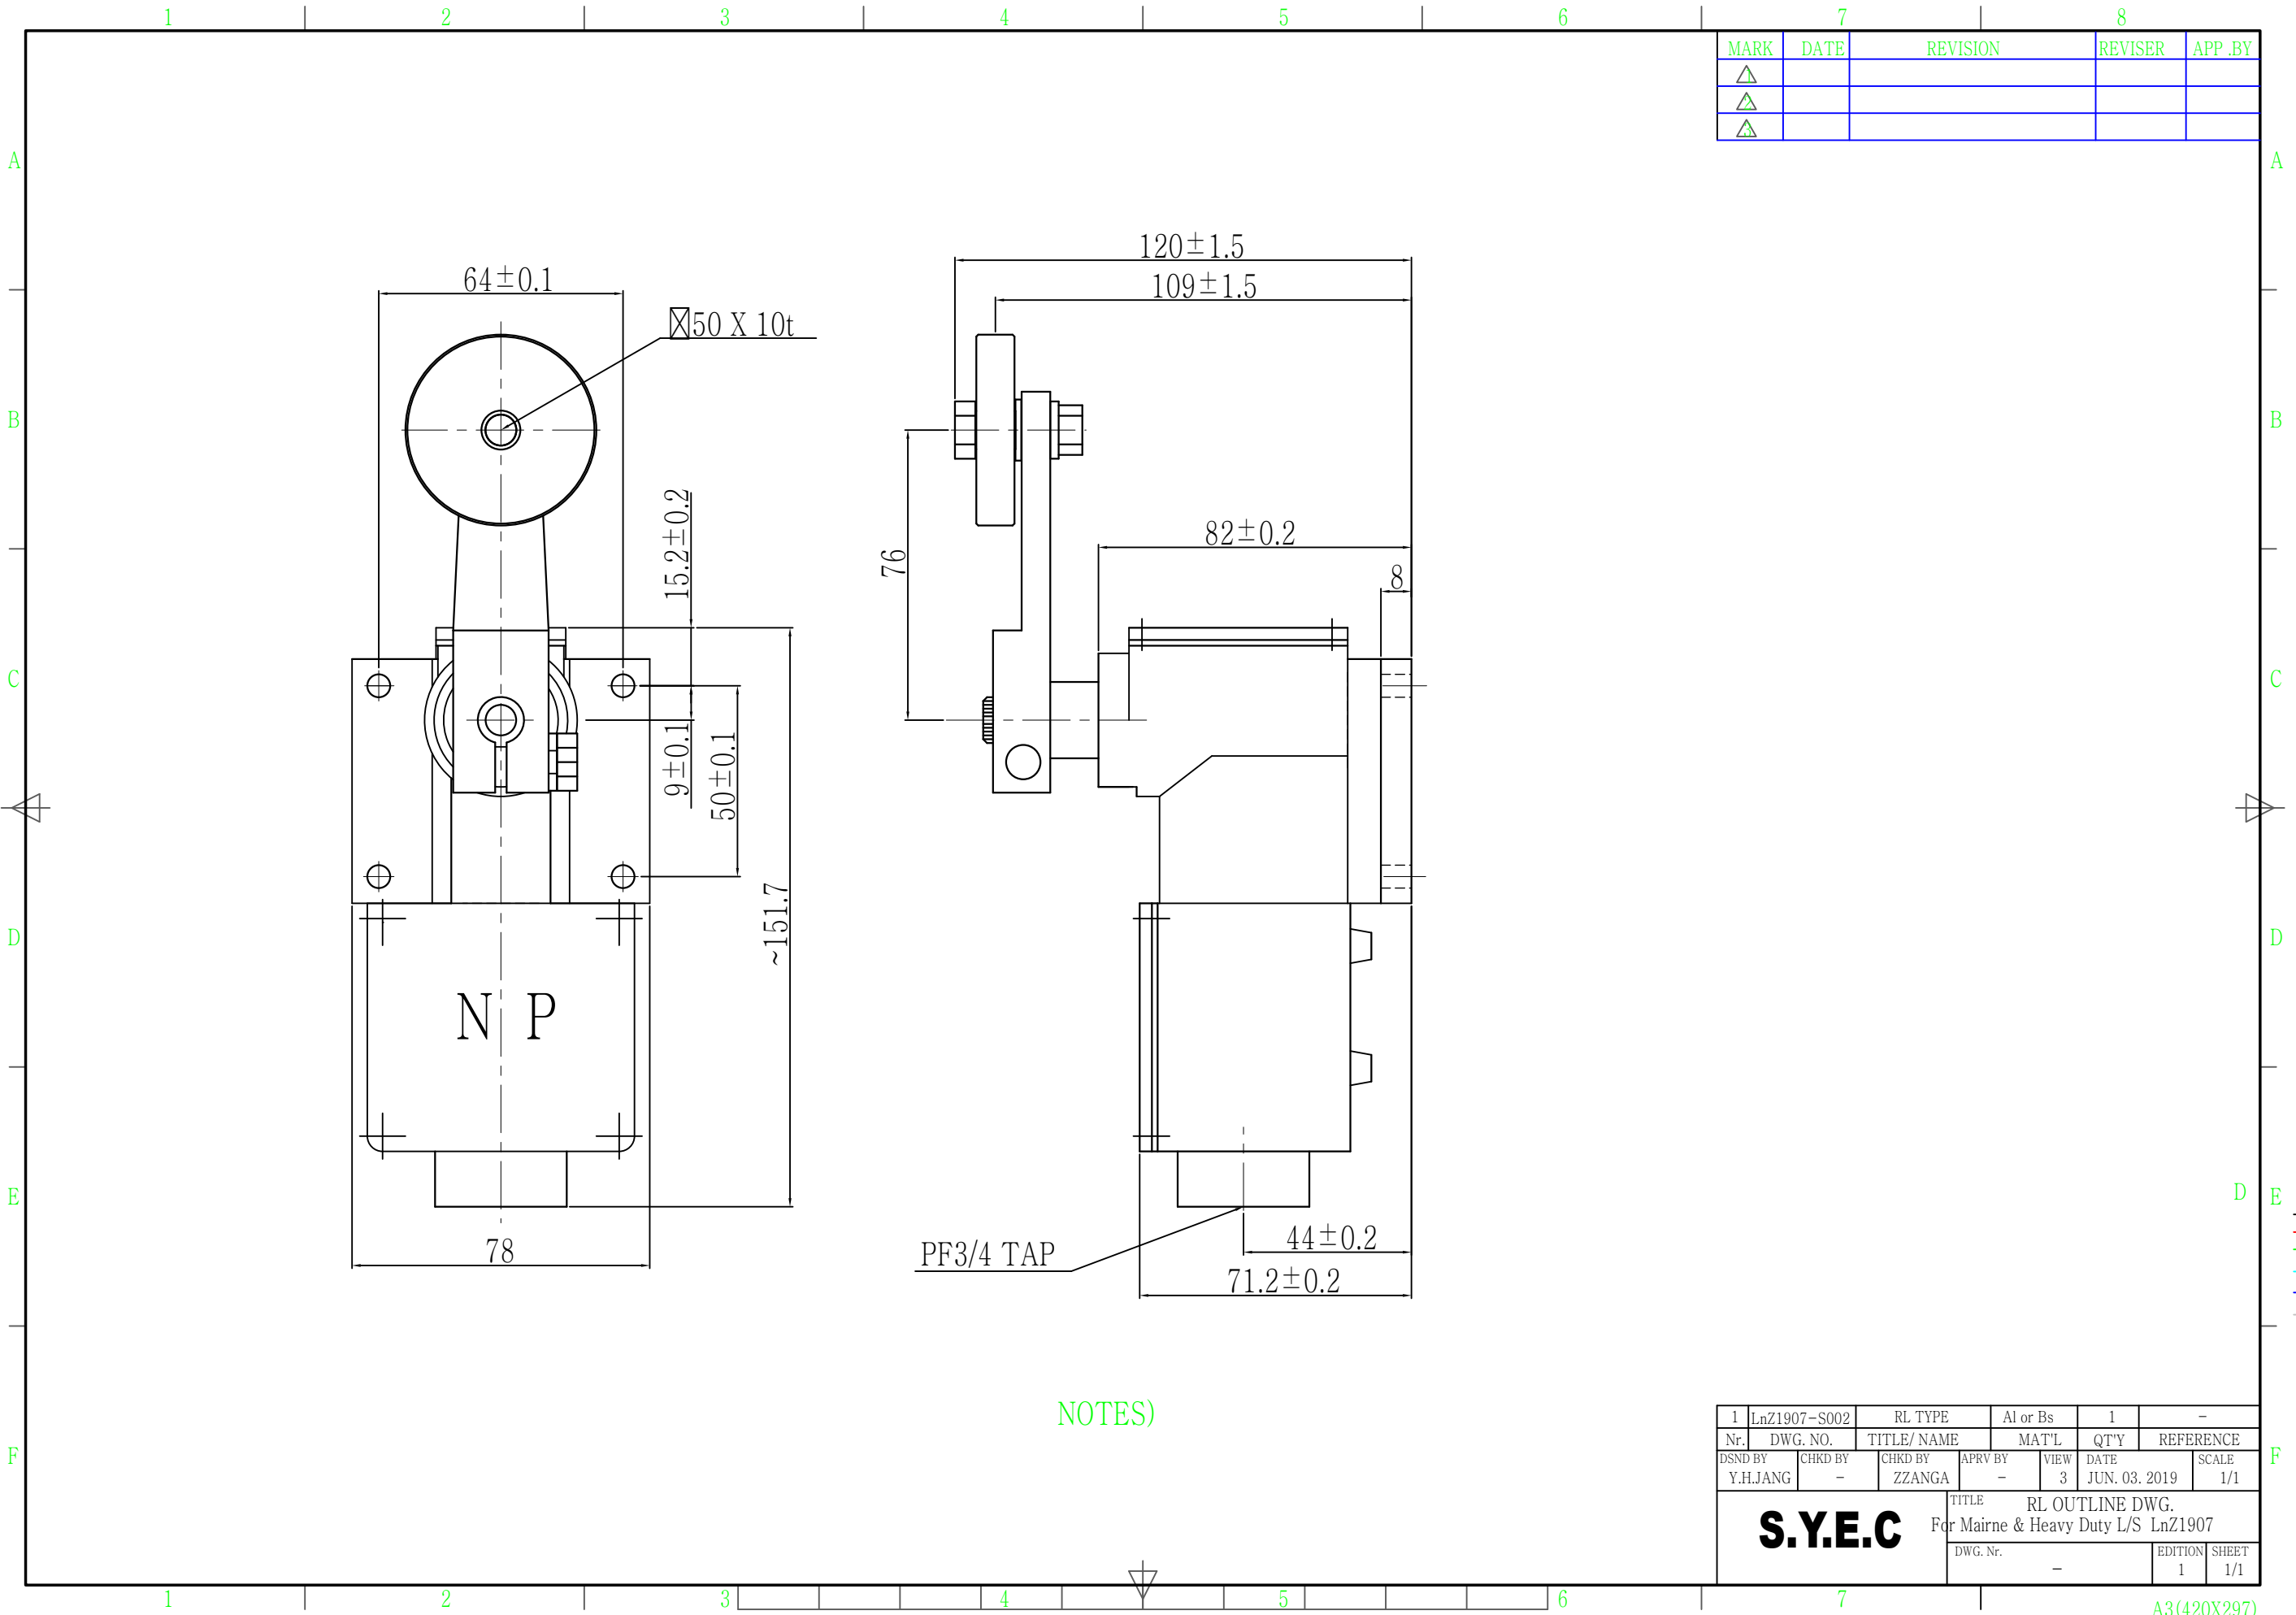 1 2 3 4 5 6 7 8
MARK DATE REVISION REVISER APP .BY
1
2
3
A A
120±1.5
64±0.1
109±1.5
50 X 10t
B B
15.2±0.2
82±0.2
76
8
C C
9±0.1
50±0.1
~151.7
D D
N P
E D E
44±0.2
78
PF3/4 TAP
71.2±0.2
NOTES)
F F
1 LnZ1907-S002 RL TYPE Al or Bs 1 -
Nr. DWG. NO. TITLE/ NAME MAT'L QT'Y REFERENCE
DSND BY CHKD BY CHKD BY APRV BY VIEW DATE SCALE
Y.H.JANG - ZZANGA - 3 JUN. 03. 2019 1/1
S.Y.E.C
TITLE RL OUTLINE DWG.
For Mairne & Heavy Duty L/S LnZ1907
DWG. Nr. EDITION SHEET
- 1 1/1
1 2 3 4 5 6 7
A3(420X297)